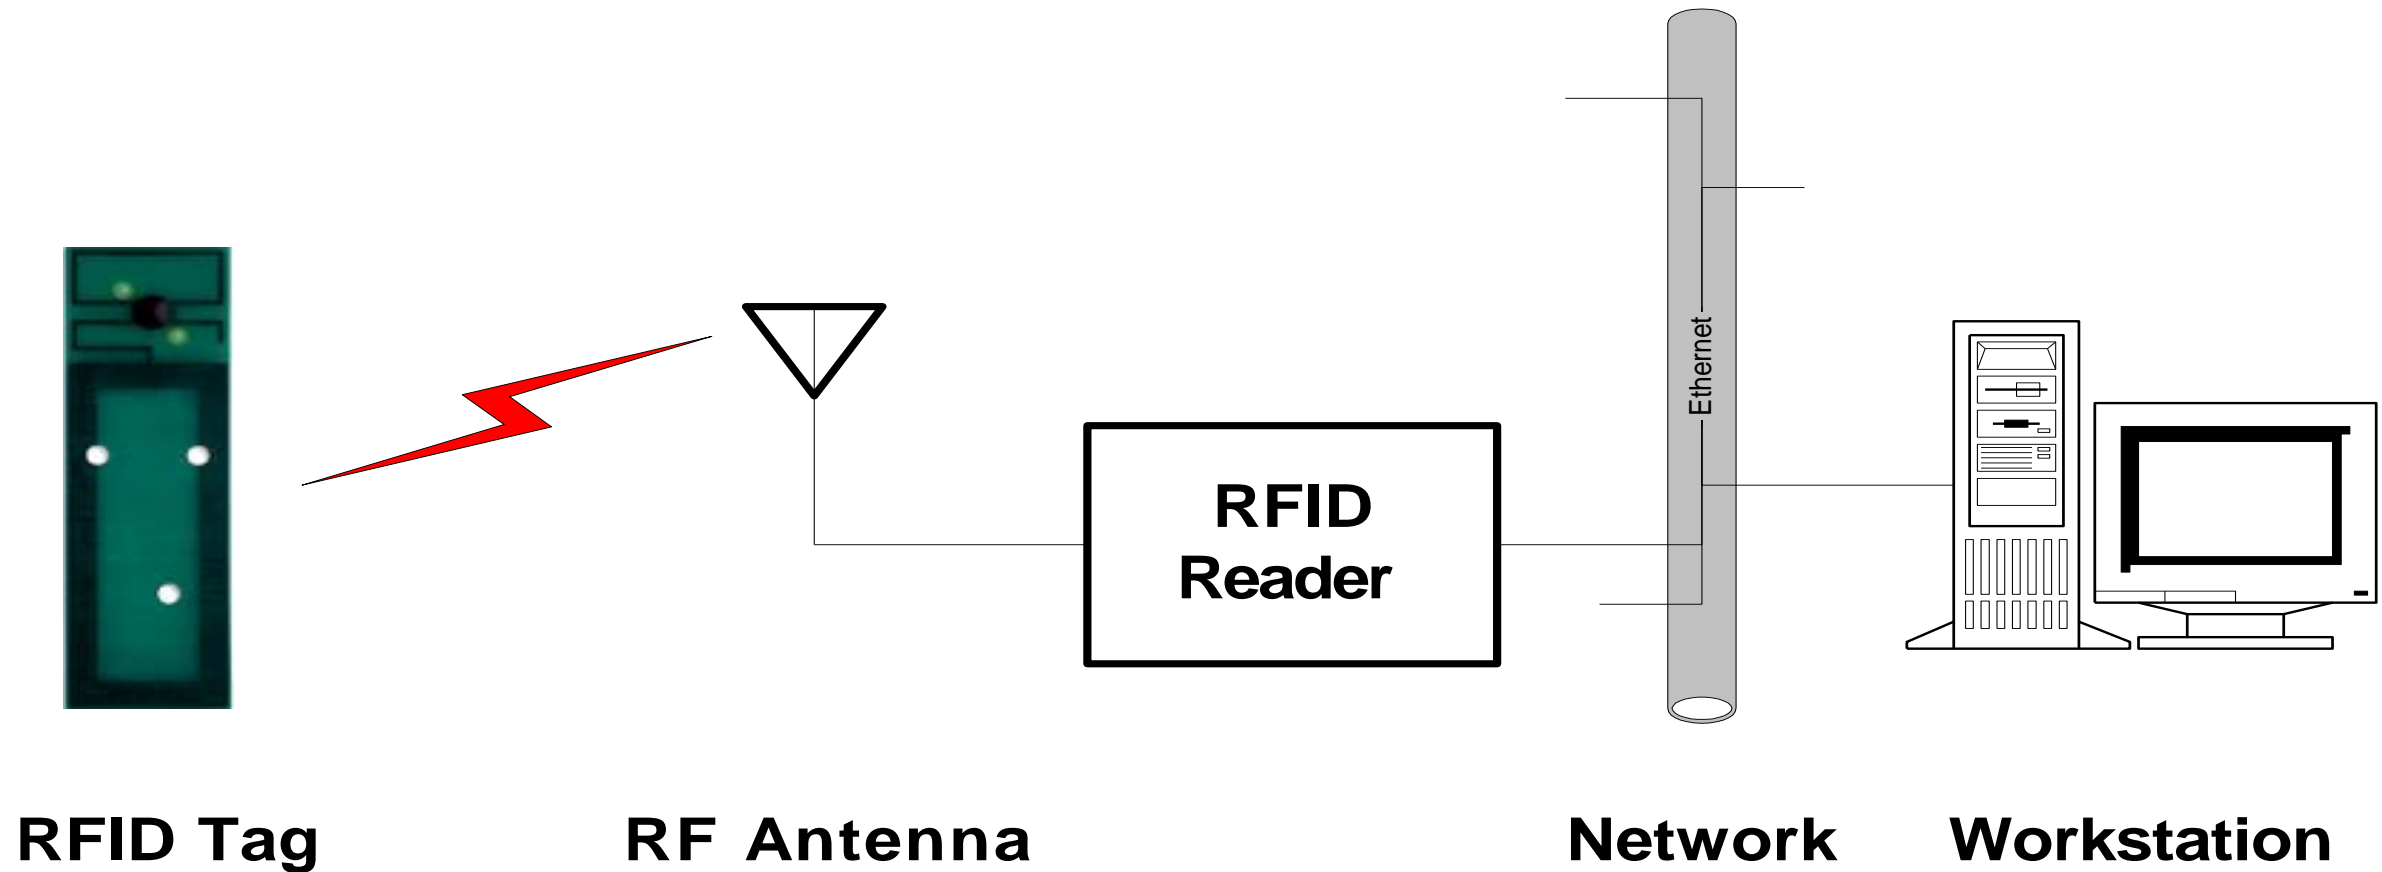 Ethernet
RFID
Reader
RFID Tag
RF Antenna
Network
Workstation